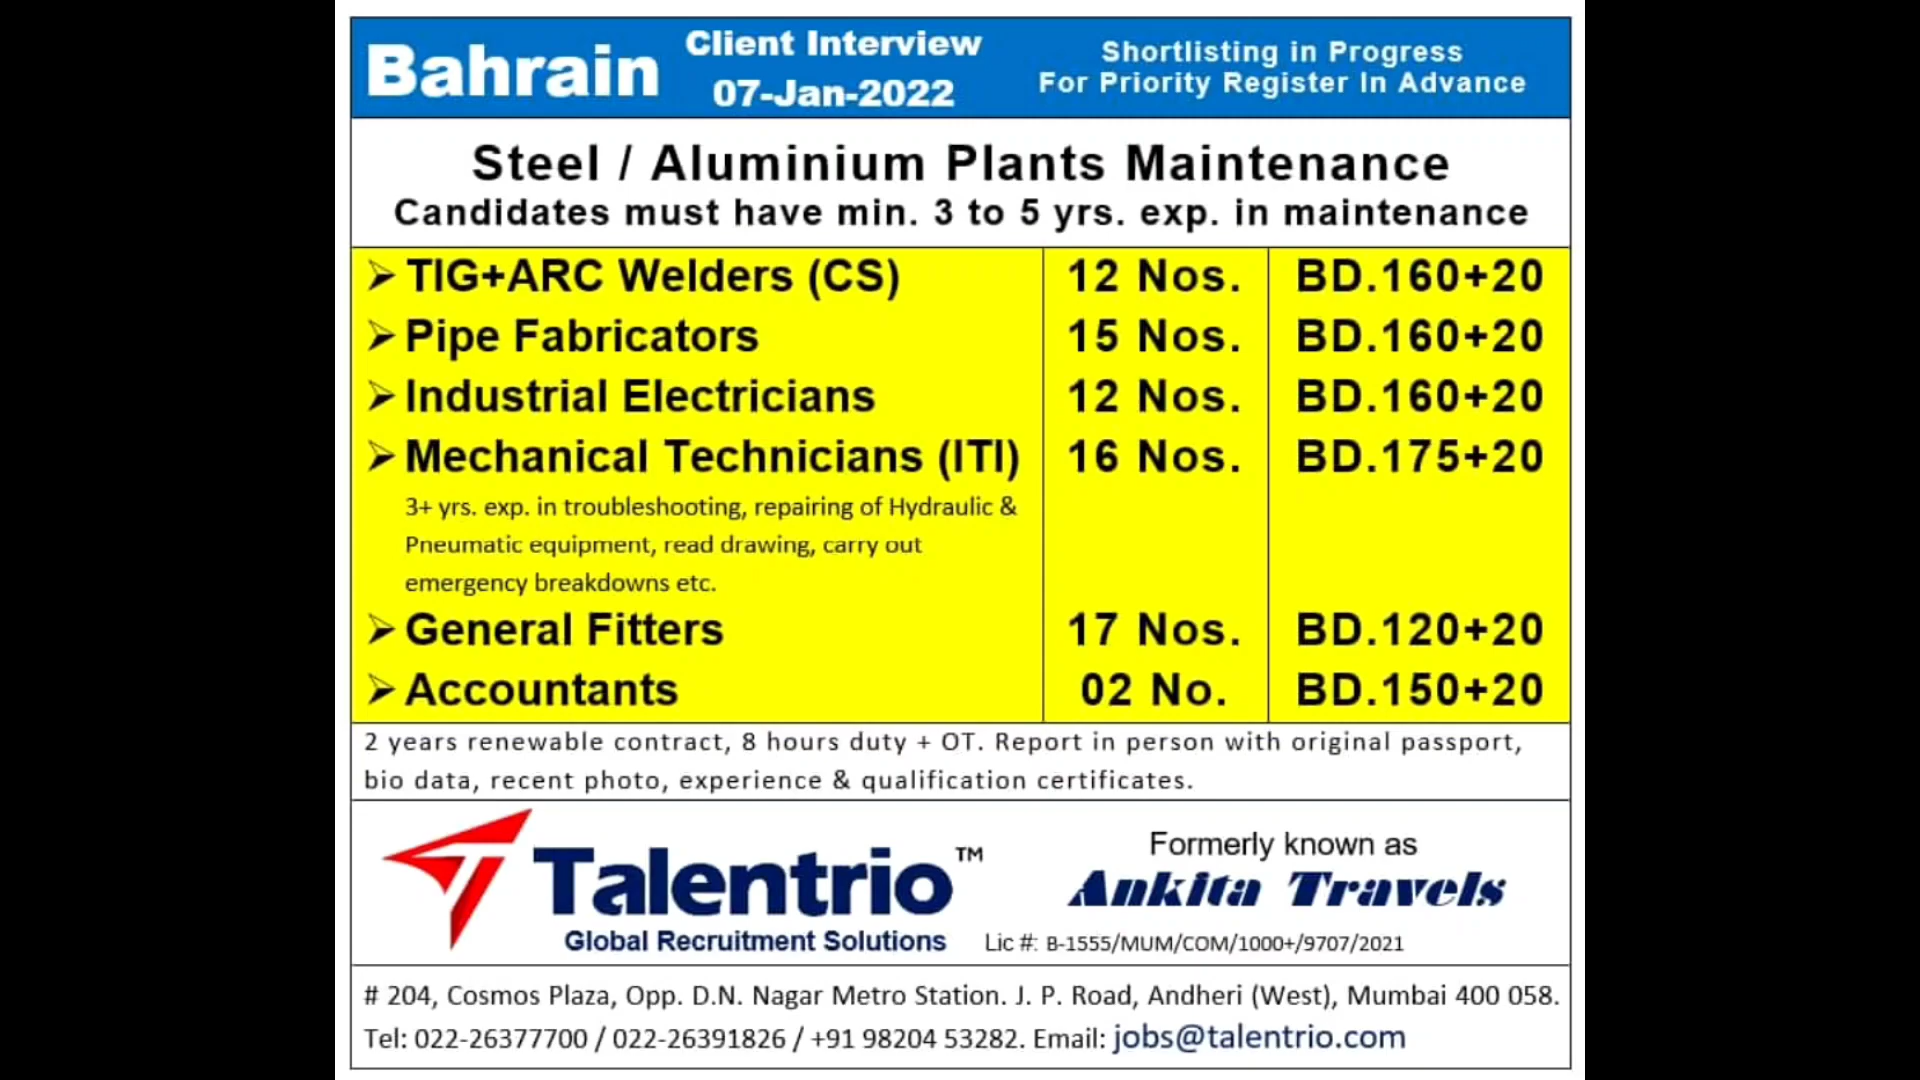 Bahrain
Client Interview
07-Jan-2022
Shortlisting in Progress
For Priority Register In Advance
Steel / Aluminium Plants Maintenance
Candidates must have min. 3 to 5 yrs. exp. in maintenance
➢ TIG+ARC Welders (CS) 12 Nos. BD.160+20
➢ Pipe Fabricators 15 Nos. BD.160+20
➢ Industrial Electricians 12 Nos. BD.160+20
➢ Mechanical Technicians (ITI) 16 Nos. BD.175+20
3+ yrs. exp. in troubleshooting, repairing of Hydraulic &
Pneumatic equipment, read drawing, carry out
emergency breakdowns etc.
➢ General Fitters 17 Nos. BD.120+20
➢ Accountants 02 No. BD.150+20
2 years renewable contract, 8 hours duty + OT. Report in person with original passport,
bio data, recent photo, experience & qualification certificates.
Talentrio™
Global Recruitment Solutions
Formerly known as
Ankita Travels
Lic #: B-1555/MUM/COM/1000+/9707/2021
# 204, Cosmos Plaza, Opp. D.N. Nagar Metro Station. J. P. Road, Andheri (West), Mumbai 400 058.
Tel: 022-26377700 / 022-26391826 / +91 98204 53282. Email: jobs@talentrio.com